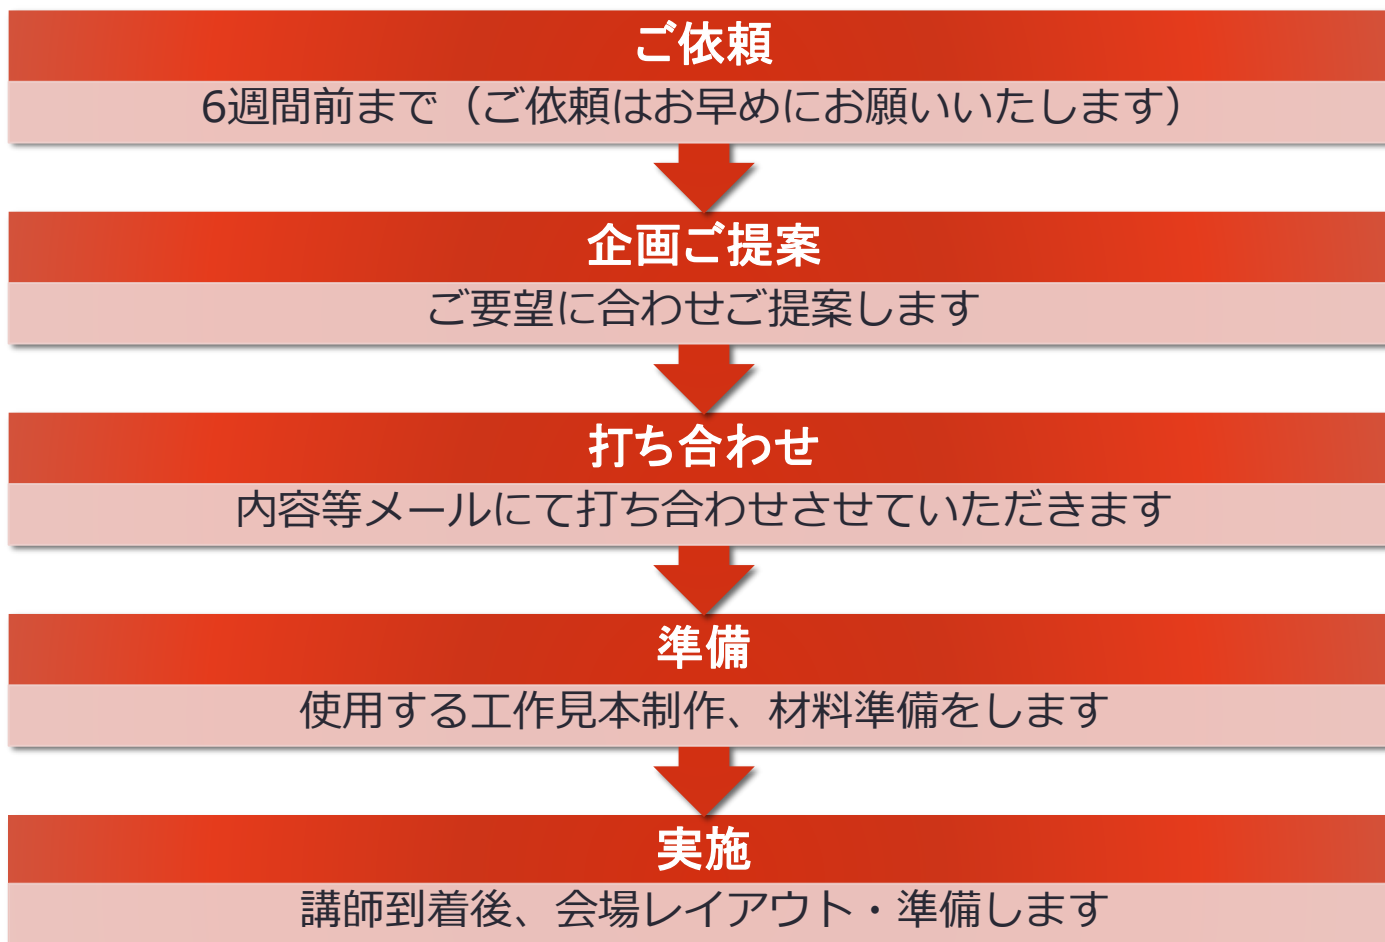 ご依頼
6週間前まで（ご依頼はお早めにお願いいたします）
企画ご提案
ご要望に合わせご提案します
打ち合わせ
内容等メールにて打ち合わせさせていただきます
準備
使用する工作見本制作、材料準備をします
実施
講師到着後、会場レイアウト・準備します